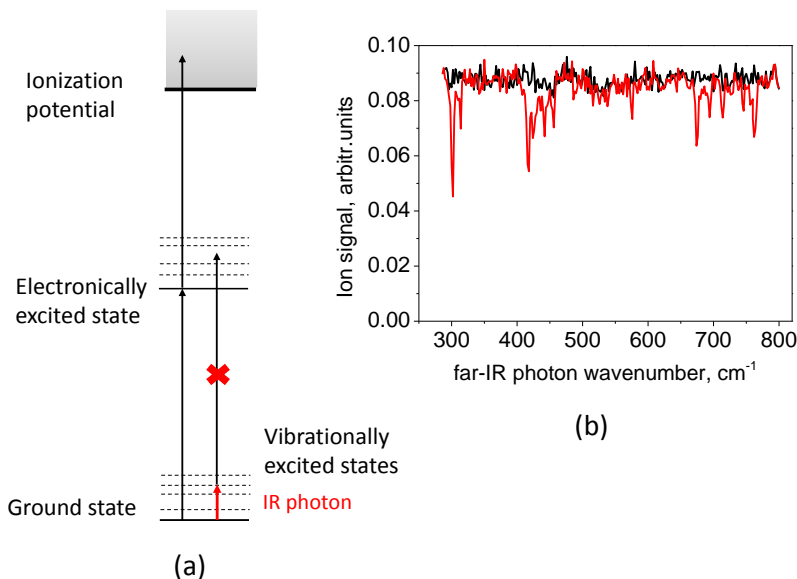 Ionization
potential
Electronically
excited state
Vibrationally
excited states
Ground state
IR photon
(a)
(b)
0.10
0.08
0.06
0.04
0.02
0.00
Ion signal, arbitr.units
300 400 500 600 700 800
far-IR photon wavenumber, cm⁻¹